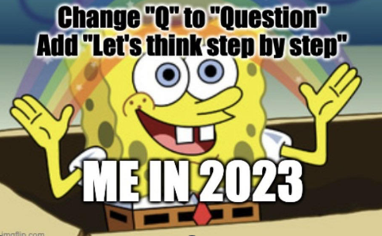 Change "Q" to "Question"
Add "Let's think step by step"
ME IN 2023
imgflip.com